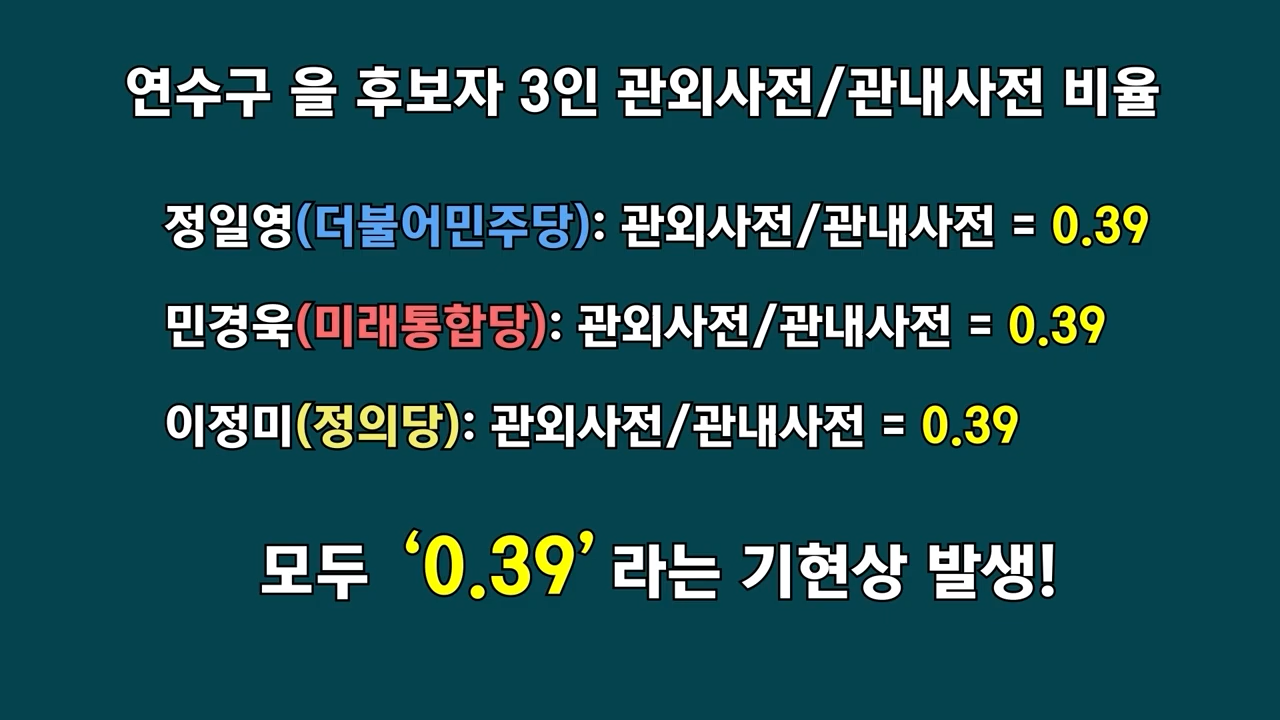 연수구 을 후보자 3인 관외사전/관내사전 비율
정일영(더불어민주당): 관외사전/관내사전 = 0.39
민경욱(미래통합당): 관외사전/관내사전 = 0.39
이정미(정의당): 관외사전/관내사전 = 0.39
모두 ‘0.39’ 라는 기현상 발생!